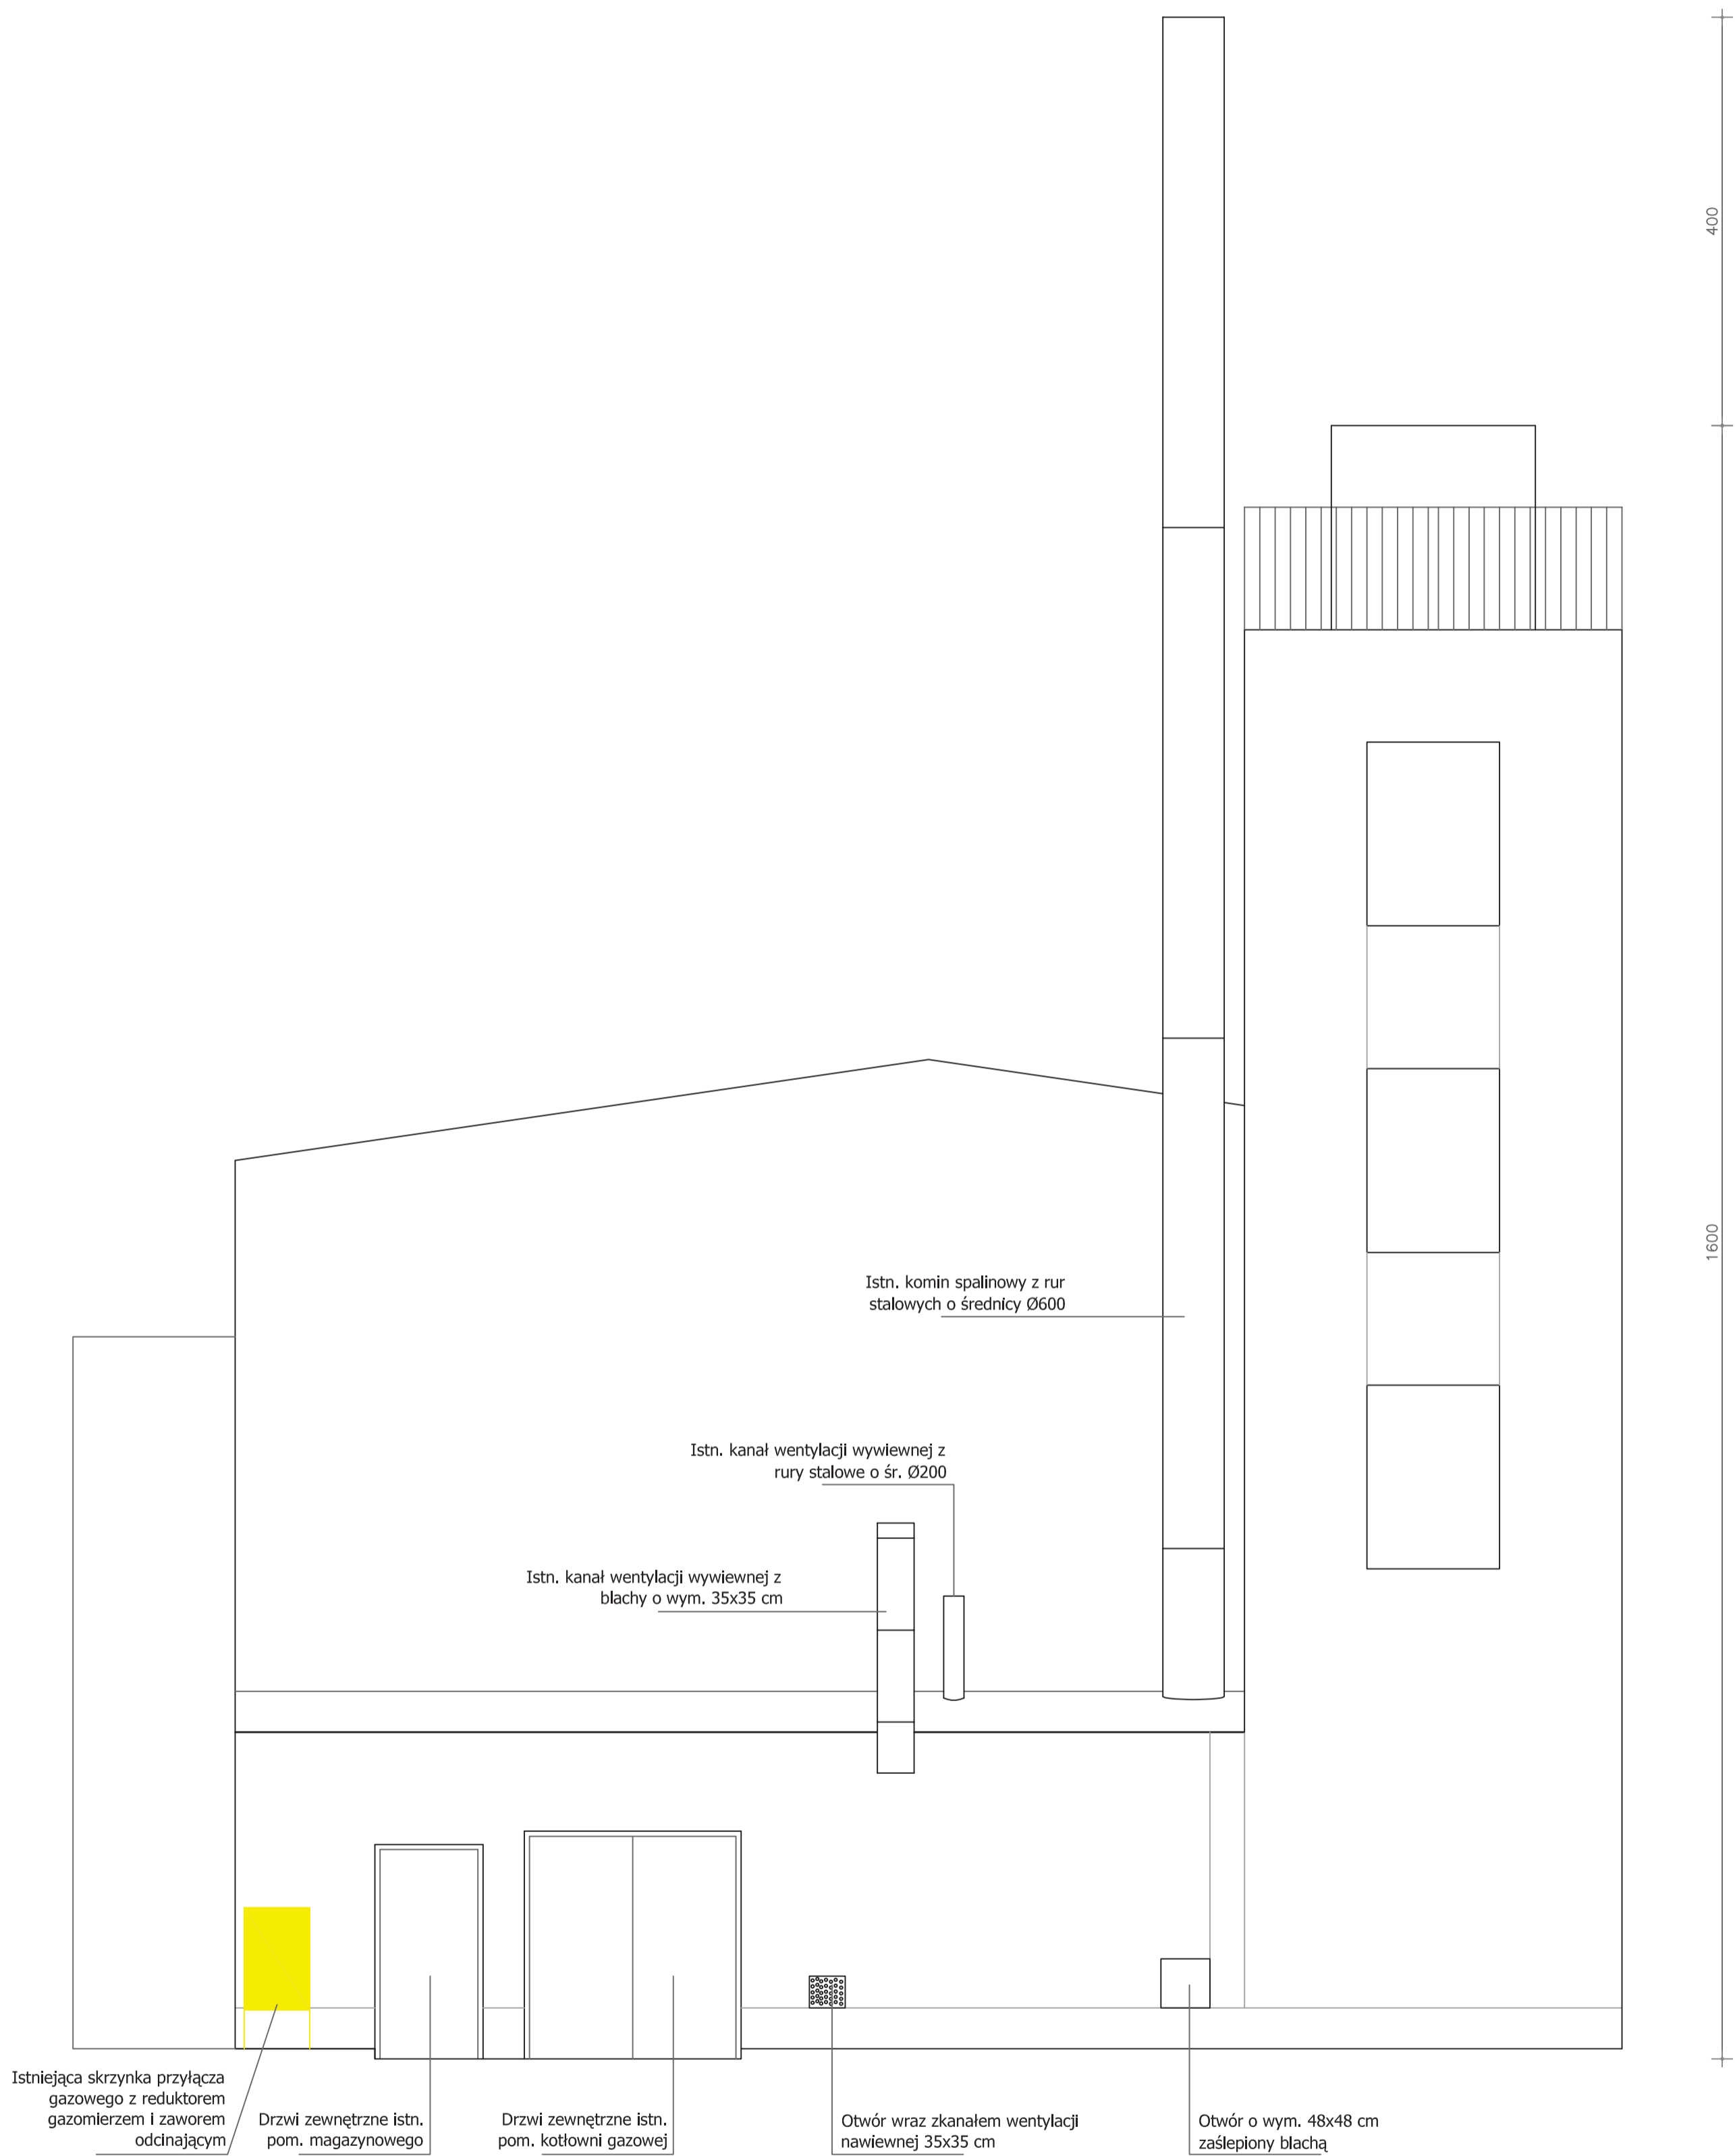 400
1600
Istn. komin spalinowy z rur
stalowych o średnicy Ø600
Istn. kanał wentylacji wywiewnej z
rury stalowe o śr. Ø200
Istn. kanał wentylacji wywiewnej z
blachy o wym. 35x35 cm
Istniejąca skrzynka przyłącza
gazowego z reduktorem
gazomierzem i zaworem
odcinającym
Drzwi zewnętrzne istn.
pom. magazynowego
Drzwi zewnętrzne istn.
pom. kotłowni gazowej
Otwór wraz zkanałem wentylacji
nawiewnej 35x35 cm
Otwór o wym. 48x48 cm
zaślepiony blachą